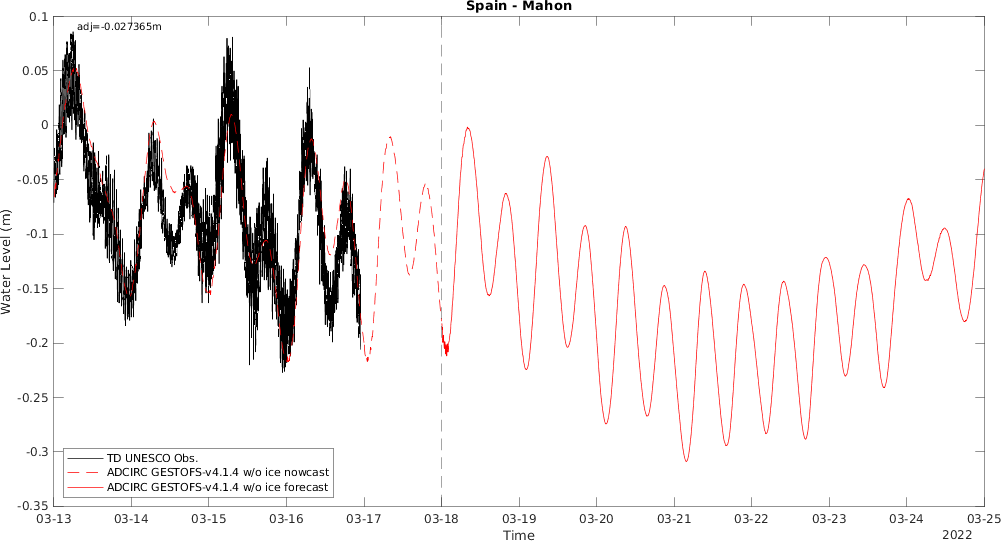 Spain - Mahon
adj=-0.027365m
0.1
0.05
0
-0.05
-0.1
-0.15
-0.2
-0.25
-0.3
-0.35
Water Level (m)
TD UNESCO Obs.
ADCIRC GESTOFS-v4.1.4 w/o ice nowcast
ADCIRC GESTOFS-v4.1.4 w/o ice forecast
03-13 03-14 03-15 03-16 03-17 03-18 03-19 03-20 03-21 03-22 03-23 03-24 03-25
Time
2022